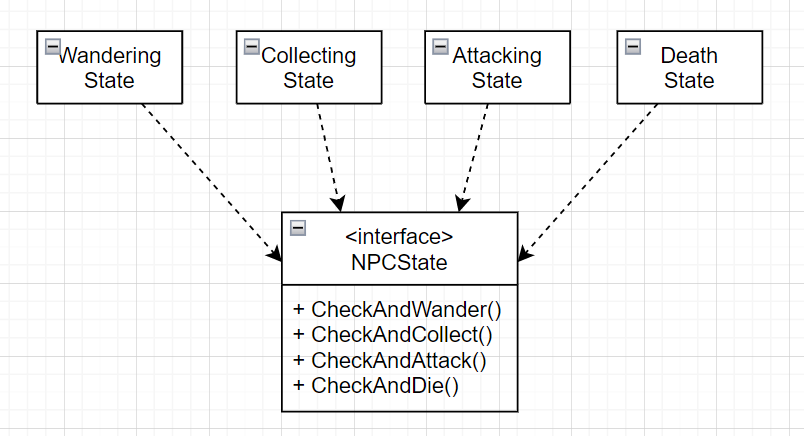 Wandering
State
Collecting
State
Attacking
State
Death
State
<interface>
NPCState
+ CheckAndWander()
+ CheckAndCollect()
+ CheckAndAttack()
+ CheckAndDie()